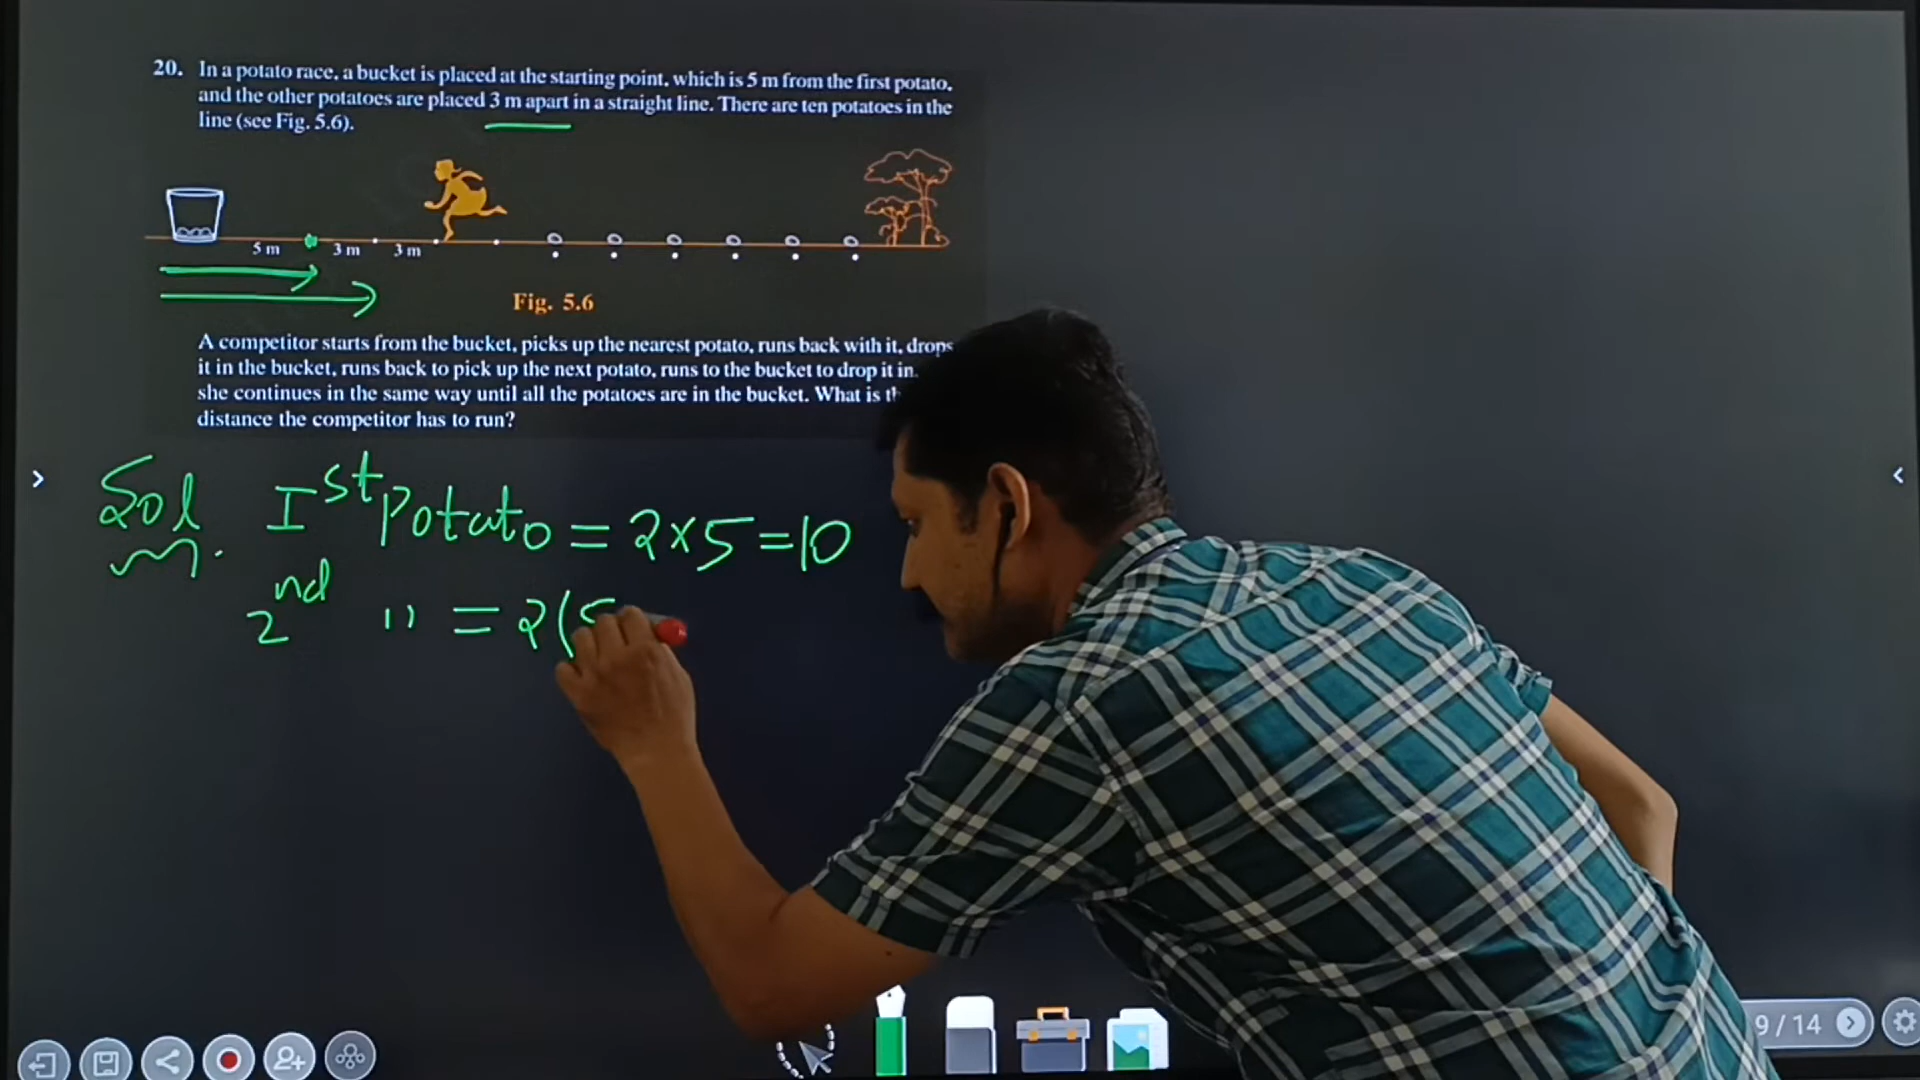 20. In a potato race, a bucket is placed at the starting point, which is 5 m from the first potato,
and the other potatoes are placed 3 m apart in a straight line. There are ten potatoes in the
line (see Fig. 5.6).
5 m 3 m 3 m
Fig. 5.6
A competitor starts from the bucket, picks up the nearest potato, runs back with it, drops
it in the bucket, runs back to pick up the next potato, runs to the bucket to drop it in.
she continues in the same way until all the potatoes are in the bucket. What is
distance the competitor has to run?
Sol Ist Potato = 2×5=10
2nd " = 2(5
9 / 14